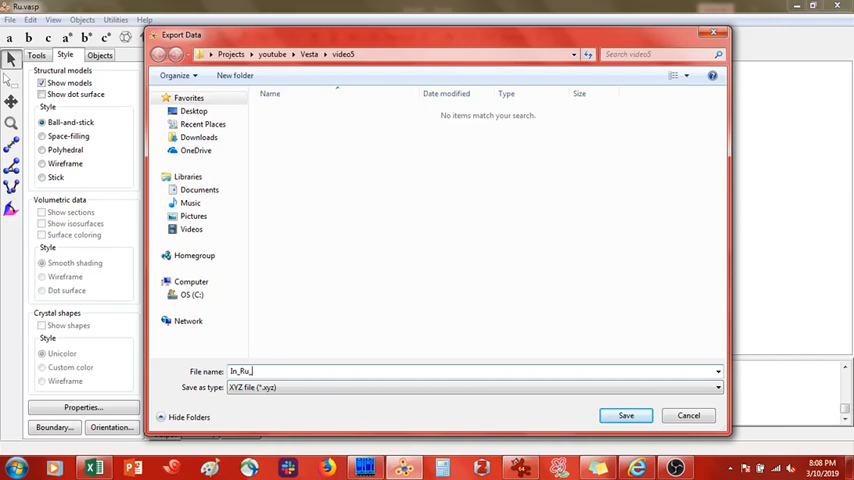 Ru.vasp
File Edit View Objects Utilities Help
a b c a* b* c*
Tools Style Objects
Structural models
Show models
Show dot surface
Style
Ball-and-stick
Space-filling
Polyhedral
Wireframe
Stick
Volumetric data
Show sections
Show isosurfaces
Surface coloring
Style
Smooth shading
Wireframe
Dot surface
Crystal shapes
Show shapes
Style
Unicolor
Custom color
Wireframe
Properties...
Boundary... Orientation...
Export Data
Projects youtube Vesta video5
Search video5
Organize New folder
Name Date modified Type Size
No items match your search.
Favorites
Desktop
Recent Places
Downloads
OneDrive
Libraries
Documents
Music
Pictures
Videos
Homegroup
Computer
OS (C:)
Network
File name: In_Ru_
Save as type: XYZ file (*.xyz)
Hide Folders Save Cancel
8:08 PM
3/10/2019